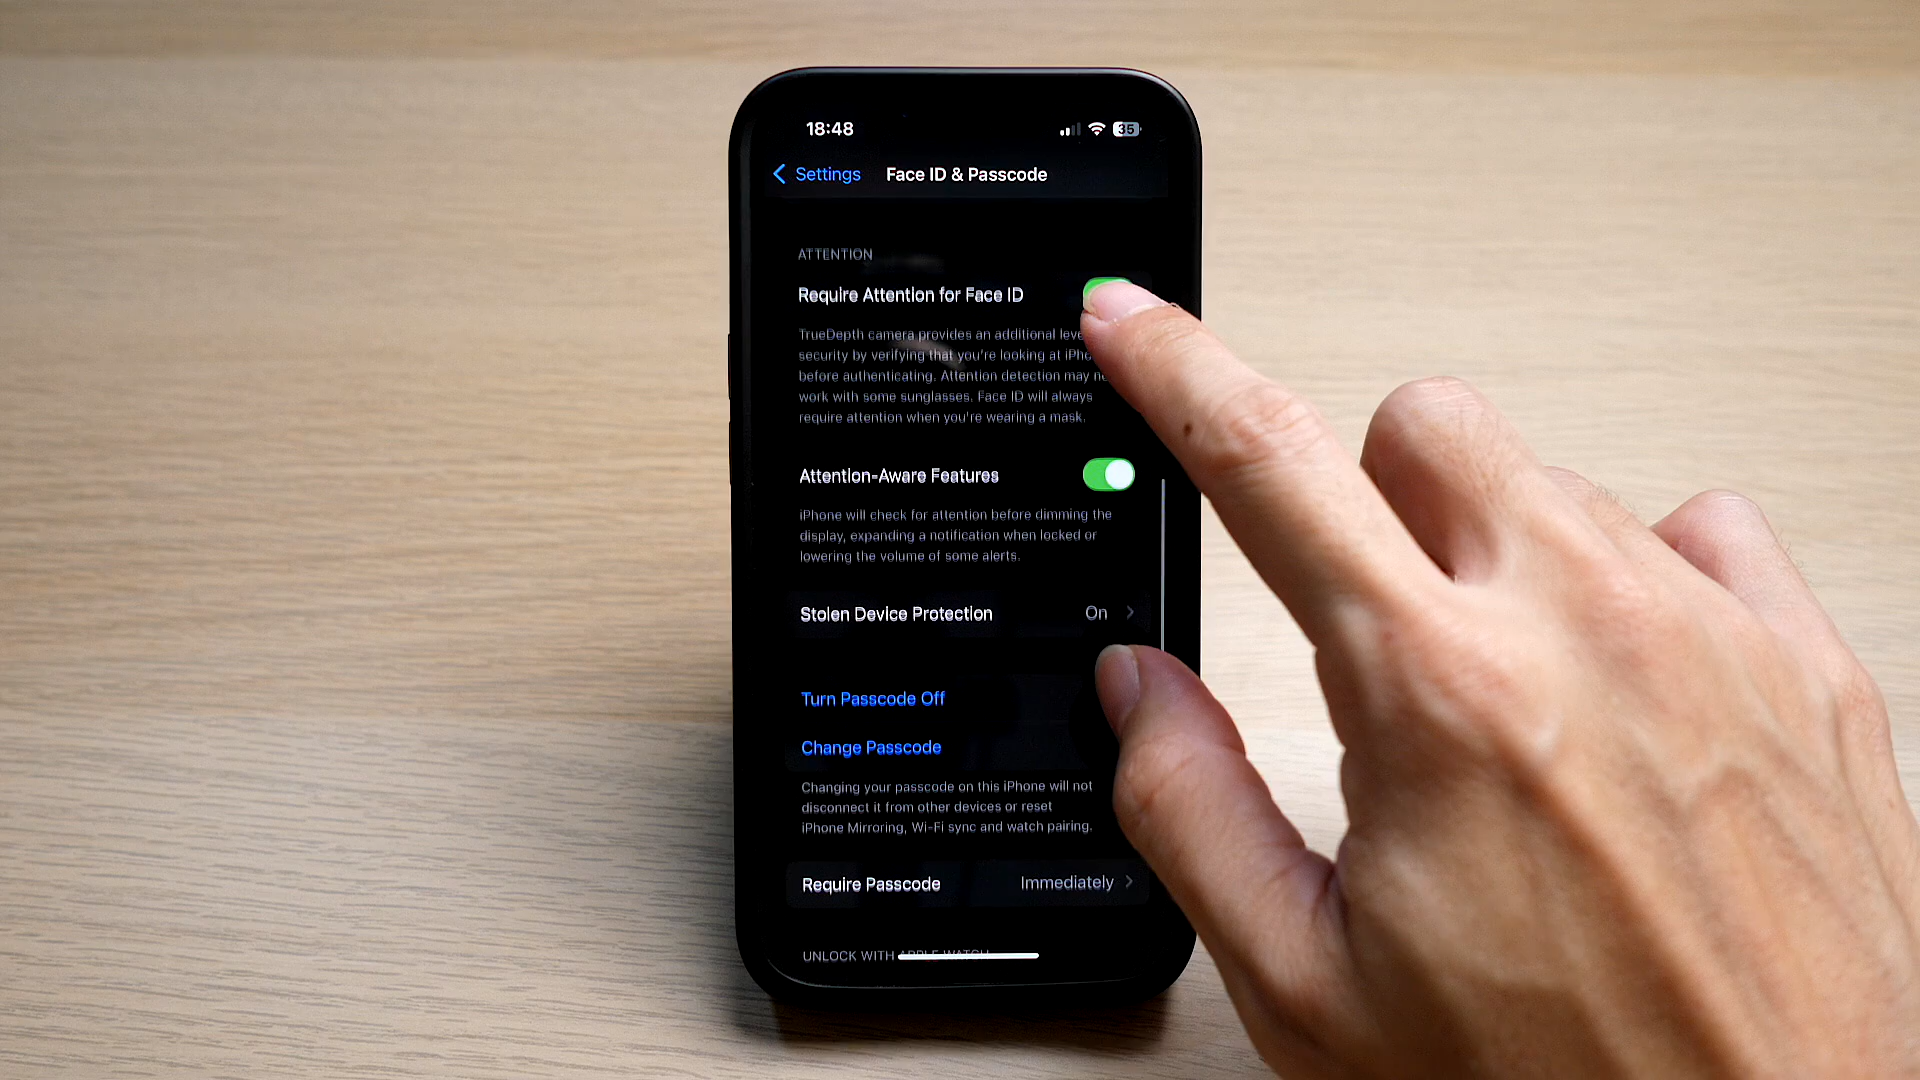 18:48
35
Settings
Face ID & Passcode
ATTENTION
Require Attention for Face ID
TrueDepth camera provides an additional
security by verifying that you're looking at
before authenticating. Attention detection may
work with some sunglasses. Face ID will always
require attention when you're wearing a mask.
Attention-Aware Features
iPhone will check for attention before dimming the
display, expanding a notification when locked or
lowering the volume of some alerts.
Stolen Device Protection
On
Turn Passcode Off
Change Passcode
Changing your passcode on this iPhone will not
disconnect it from other devices or reset
iPhone Mirroring, Wi-Fi sync and watch pairing.
Require Passcode
Immediately
UNLOCK WITH APPLE WATCH